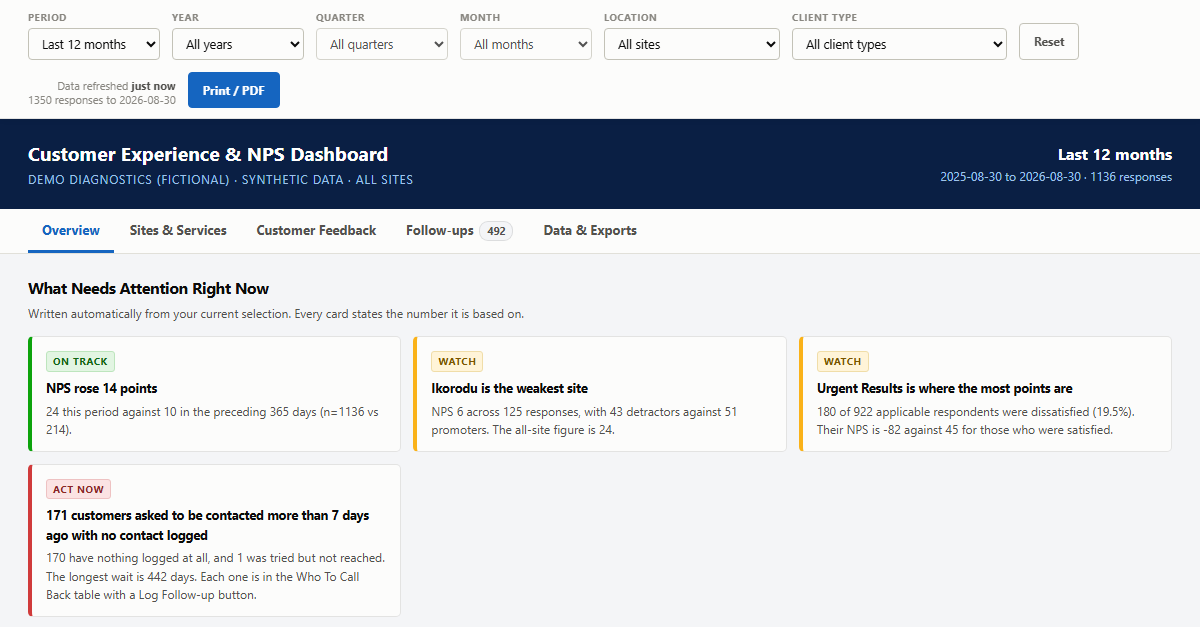 PERIOD YEAR QUARTER MONTH LOCATION CLIENT TYPE
Last 12 months All years All quarters All months All sites All client types Reset
Data refreshed just now
1350 responses to 2026-08-30
Print / PDF
Customer Experience & NPS Dashboard
DEMO DIAGNOSTICS (FICTIONAL) · SYNTHETIC DATA · ALL SITES
Last 12 months
2025-08-30 to 2026-08-30 · 1136 responses
Overview Sites & Services Customer Feedback Follow-ups 492 Data & Exports
What Needs Attention Right Now
Written automatically from your current selection. Every card states the number it is based on.
ON TRACK
NPS rose 14 points
24 this period against 10 in the preceding 365 days (n=1136 vs
214).
WATCH
Ikorodu is the weakest site
NPS 6 across 125 responses, with 43 detractors against 51
promoters. The all-site figure is 24.
WATCH
Urgent Results is where the most points are
180 of 922 applicable respondents were dissatisfied (19.5%).
Their NPS is -82 against 45 for those who were satisfied.
ACT NOW
171 customers asked to be contacted more than 7 days
ago with no contact logged
170 have nothing logged at all, and 1 was tried but not reached.
The longest wait is 442 days. Each one is in the Who To Call
Back table with a Log Follow-up button.